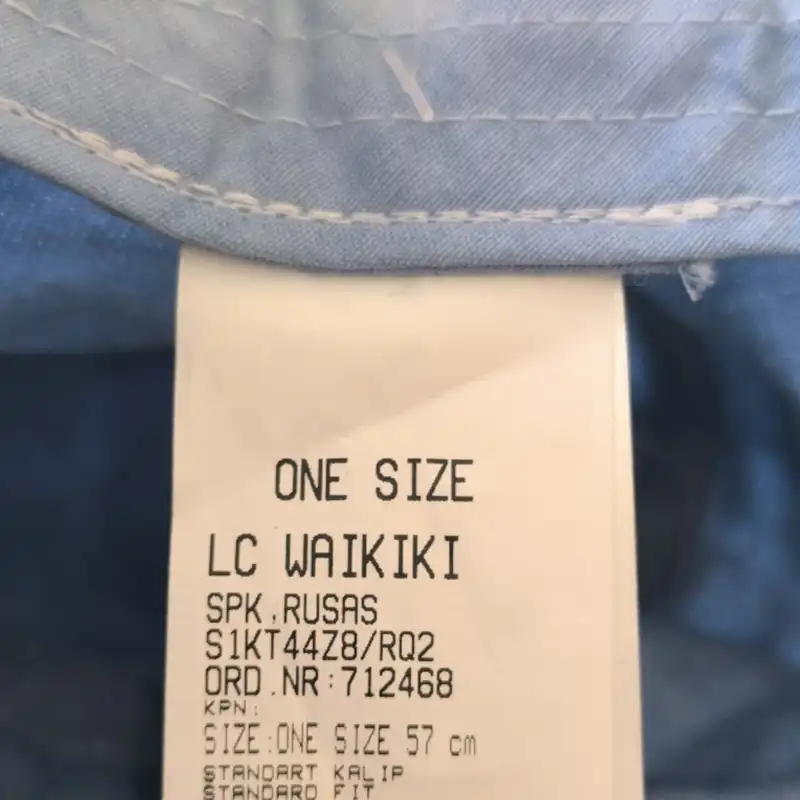 ONE SIZE
LC WAIKIKI
SPK.RUSAS
S1KT44Z8/RQ2
ORD.NR:712468
KPN:
SIZE:ONE SIZE 57 cm
STANDART KALIP
STANDARD FIT